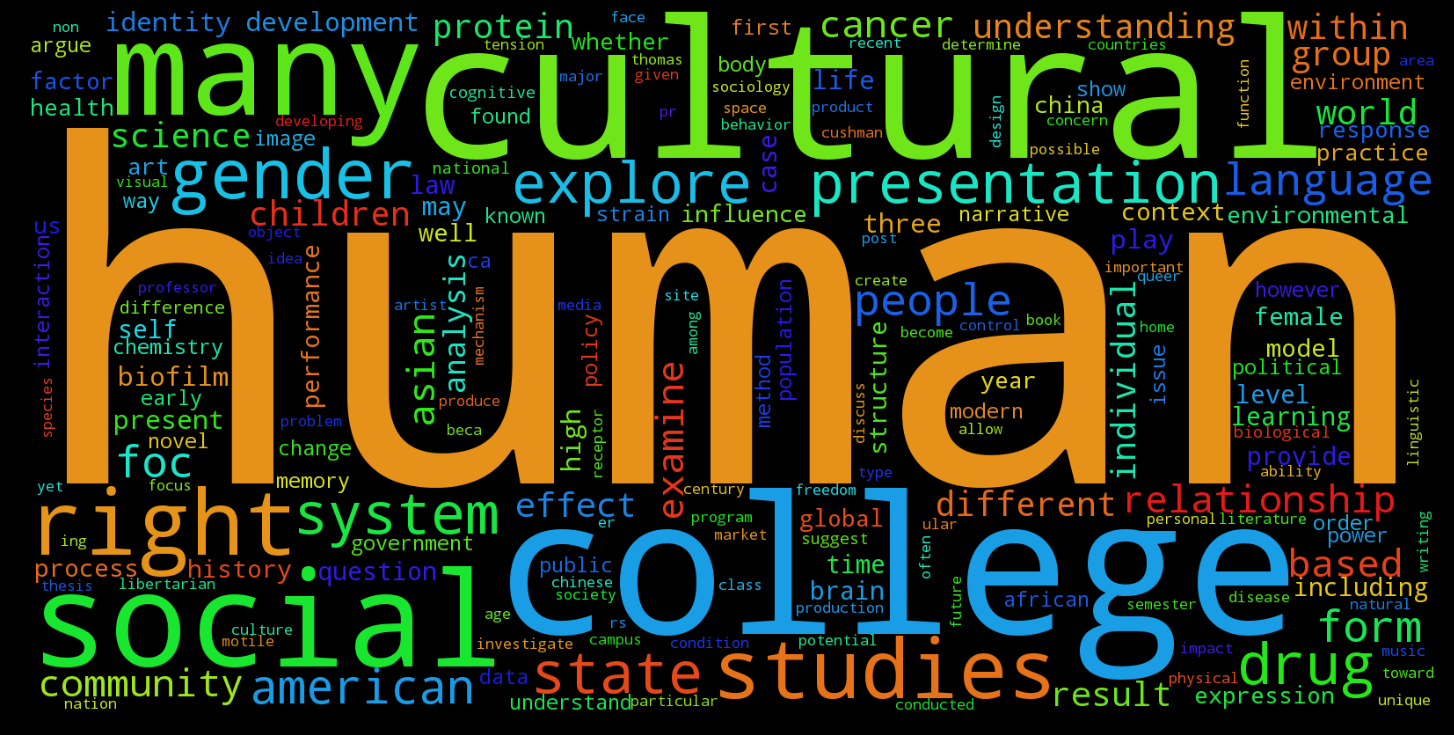 non
identity
development
protein
face
first
cancer
understanding
within
argue
many
cultural
tension
whether
thomas
recent
determine
countries
group
area
factor
major
given
body
life
show
environment
health
cognitive
sociology
space
product
china
function
world
developing
found
pr
behavior
cushman
design
concern
response
science
image
possible
practice
art
gender
law
national
explore
case
presentation
language
visual
way
children
may
known
strain
influence
three
narrative
context
environmental
us
human
object
well
post
play
interactions
idea
performance
ca
analysis
important
queer
professor
artist
mechanism
media
site
population
create
people
individual
however
difference
self
asian
policy
among
structure
become
control
book
home
female
chemistry
model
biofilm
method
year
issue
political
species
early
produce
examine
modern
level
present
problem
beca
high
receptor
discuss
allow
learning
linguistic
novel
change
biological
foc
provide
yet
focus
memory
type
ability
right
system
effect
century
freedom
different
relationship
er
program
global
ular
personal
literature
order
writing
ing
government
college
market
suggest
often
power
process
history
question
public
time
based
thesis
libertarian
chinese
class
brain
including
social
society
production
future
african
semester
disease
natural
age
rs
culture
motile
investigate
campus
condition
potential
form
music
community
american
data
state
studies
impact
physical
drug
toward
nation
understand
particular
conducted
result
expression
unique